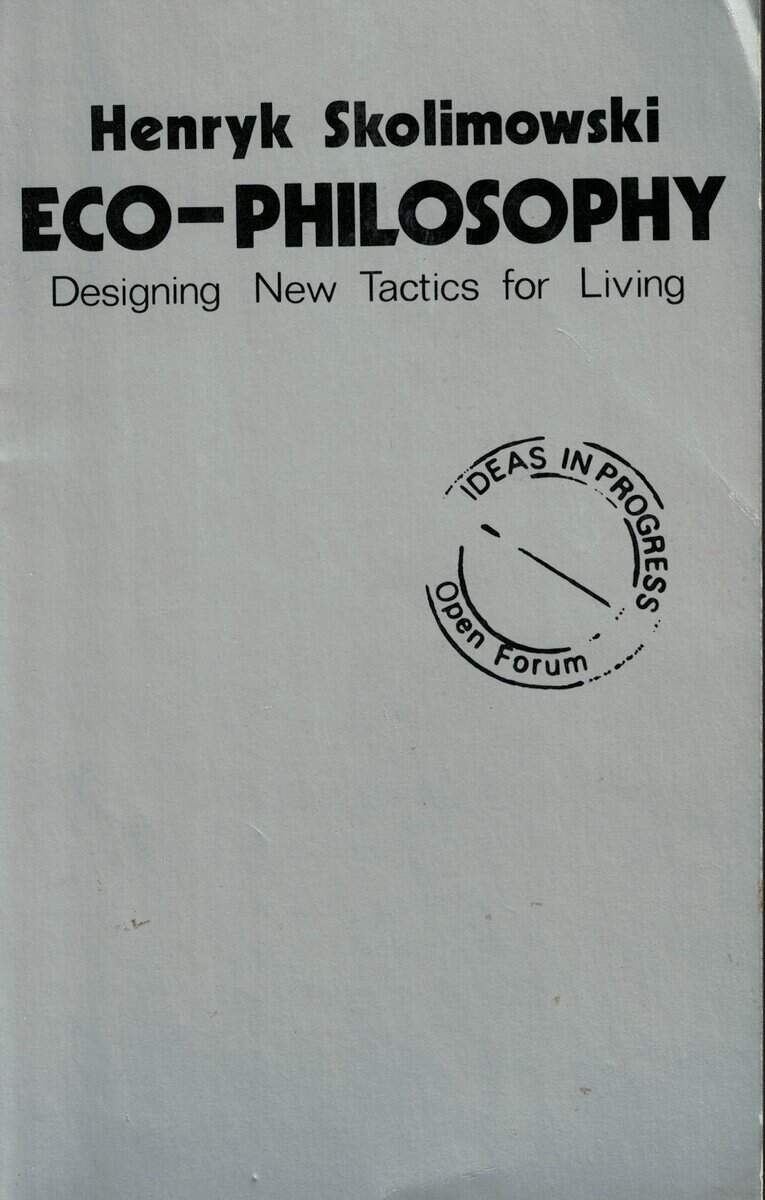 Henryk Skolimowski
ECO-PHILOSOPHY
Designing New Tactics for Living
IDEAS IN PROGRESS
Open Forum